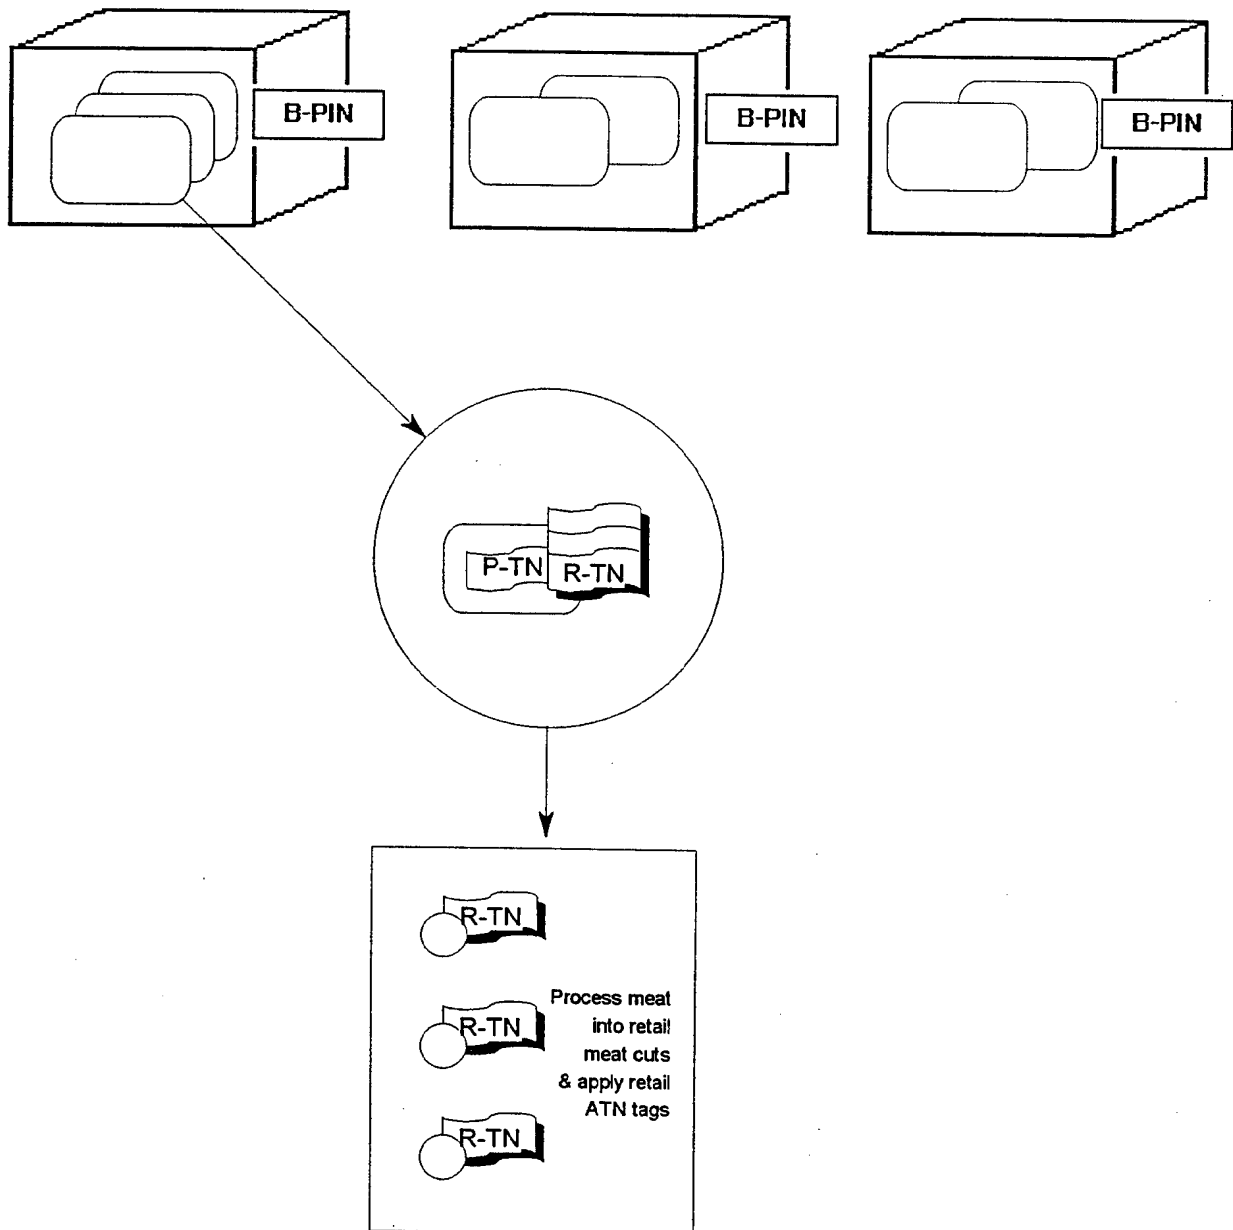 B-PIN
B-PIN
B-PIN
P-TN
R-TN
R-TN
R-TN
R-TN
Process meat
into retail
meat cuts
& apply retail
ATN tags